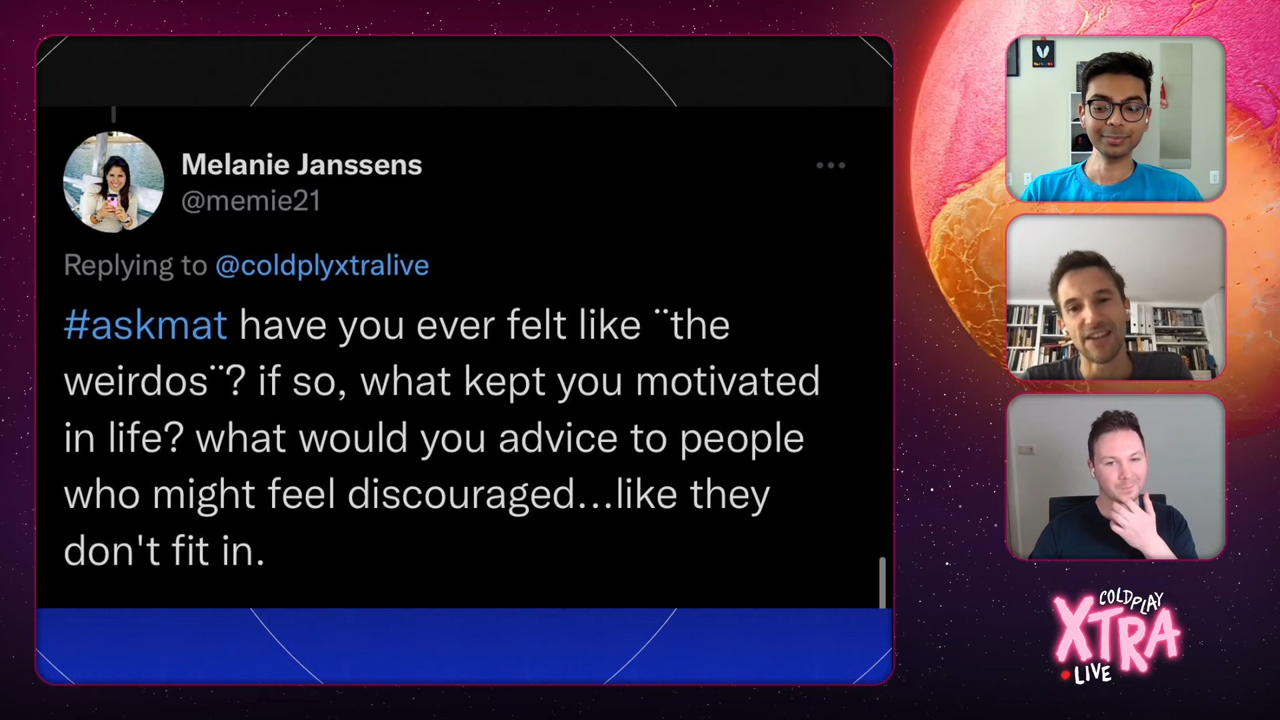 Melanie Janssens
@memie21
Replying to @coldplyxtralive
#askmat have you ever felt like ¨the
weirdos¨? if so, what kept you motivated
in life? what would you advice to people
who might feel discouraged...like they
don't fit in.
COLDPLAY
XTRA
LIVE